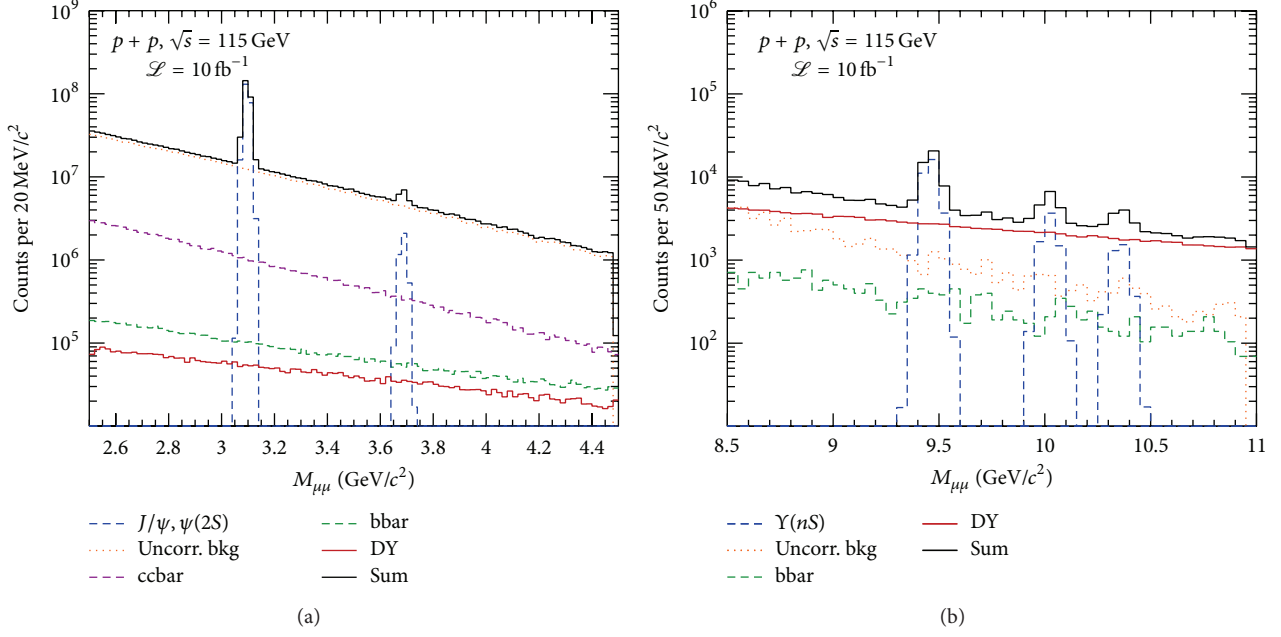 10⁹
10⁸
10⁷
10⁶
10⁵
Counts per 20 MeV/c²
p + p, √s = 115 GeV
ℒ = 10 fb⁻¹
2.6 2.8 3 3.2 3.4 3.6 3.8 4 4.2 4.4
M_μμ (GeV/c²)
J/ψ, ψ(2S)
Uncorr. bkg
ccbar
bbar
DY
Sum
(a)
10⁶
10⁵
10⁴
10³
10²
Counts per 50 MeV/c²
p + p, √s = 115 GeV
ℒ = 10 fb⁻¹
8.5 9 9.5 10 10.5 11
M_μμ (GeV/c²)
ϒ(nS)
Uncorr. bkg
bbar
DY
Sum
(b)